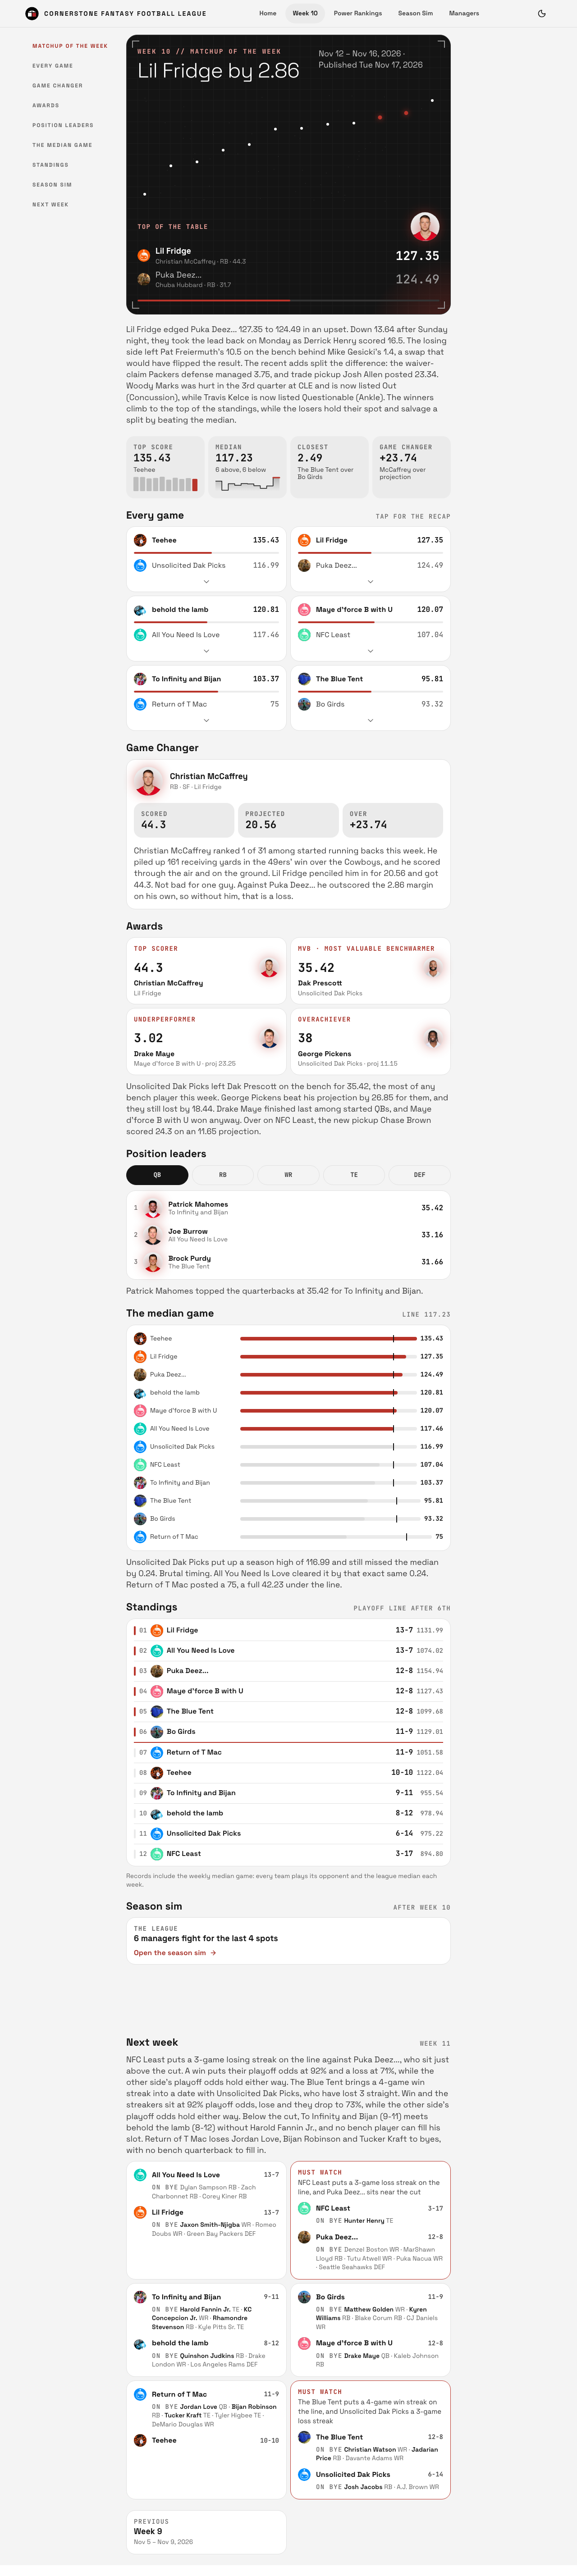 CORNERSTONE FANTASY FOOTBALL LEAGUE
Home
Week 10
Power Rankings
Season Sim
Managers
MATCHUP OF THE WEEK
EVERY GAME
GAME CHANGER
AWARDS
POSITION LEADERS
THE MEDIAN GAME
STANDINGS
SEASON SIM
NEXT WEEK
WEEK 10 // MATCHUP OF THE WEEK
Lil Fridge by 2.86
Nov 12 – Nov 16, 2026 ·
Published Tue Nov 17, 2026
TOP OF THE TABLE
Lil Fridge
Christian McCaffrey · RB · 44.3
127.35
Puka Deez...
Chuba Hubbard · RB · 31.7
124.49
Lil Fridge edged Puka Deez... 127.35 to 124.49 in an upset. Down 13.64 after Sunday
night, they took the lead back on Monday as Derrick Henry scored 16.5. The losing
side left Pat Freiermuth's 10.5 on the bench behind Mike Gesicki's 1.4, a swap that
would have flipped the result. The recent adds split the difference: the waiver-
claim Packers defense managed 3.75, and trade pickup Josh Allen posted 23.34.
Woody Marks was hurt in the 3rd quarter at CLE and is now listed Out
(Concussion), while Travis Kelce is now listed Questionable (Ankle). The winners
climb to the top of the standings, while the losers hold their spot and salvage a
split by beating the median.
TOP SCORE
135.43
Teehee
MEDIAN
117.23
6 above, 6 below
CLOSEST
2.49
The Blue Tent over
Bo Girds
GAME CHANGER
+23.74
McCaffrey over
projection
Every game
TAP FOR THE RECAP
Teehee 135.43
Unsolicited Dak Picks 116.99
Lil Fridge 127.35
Puka Deez... 124.49
behold the lamb 120.81
All You Need Is Love 117.46
Maye d'force B with U 120.07
NFC Least 107.04
To Infinity and Bijan 103.37
Return of T Mac 75
The Blue Tent 95.81
Bo Girds 93.32
Game Changer
Christian McCaffrey
RB · SF · Lil Fridge
SCORED
44.3
PROJECTED
20.56
OVER
+23.74
Christian McCaffrey ranked 1 of 31 among started running backs this week. He
piled up 161 receiving yards in the 49ers' win over the Cowboys, and he scored
through the air and on the ground. Lil Fridge penciled him in for 20.56 and got
44.3. Not bad for one guy. Against Puka Deez... he outscored the 2.86 margin
on his own, so without him, that is a loss.
Awards
TOP SCORER
44.3
Christian McCaffrey
Lil Fridge
MVB · MOST VALUABLE BENCHWARMER
35.42
Dak Prescott
Unsolicited Dak Picks
UNDERPERFORMER
3.02
Drake Maye
Maye d'force B with U · proj 23.25
OVERACHIEVER
38
George Pickens
Unsolicited Dak Picks · proj 11.15
Unsolicited Dak Picks left Dak Prescott on the bench for 35.42, the most of any
bench player this week. George Pickens beat his projection by 26.85 for them, and
they still lost by 18.44. Drake Maye finished last among started QBs, and Maye
d'force B with U won anyway. Over on NFC Least, the new pickup Chase Brown
scored 24.3 on an 11.65 projection.
Position leaders
QB
RB
WR
TE
DEF
1 Patrick Mahomes
To Infinity and Bijan
35.42
2 Joe Burrow
All You Need Is Love
33.16
3 Brock Purdy
The Blue Tent
31.66
Patrick Mahomes topped the quarterbacks at 35.42 for To Infinity and Bijan.
The median game
LINE 117.23
Teehee 135.43
Lil Fridge 127.35
Puka Deez... 124.49
behold the lamb 120.81
Maye d'force B with U 120.07
All You Need Is Love 117.46
Unsolicited Dak Picks 116.99
NFC Least 107.04
To Infinity and Bijan 103.37
The Blue Tent 95.81
Bo Girds 93.32
Return of T Mac 75
Unsolicited Dak Picks put up a season high of 116.99 and still missed the median
by 0.24. Brutal timing. All You Need Is Love cleared it by that exact same 0.24.
Return of T Mac posted a 75, a full 42.23 under the line.
Standings
PLAYOFF LINE AFTER 6TH
01 Lil Fridge 13-7 1131.99
02 All You Need Is Love 13-7 1074.02
03 Puka Deez... 12-8 1154.94
04 Maye d'force B with U 12-8 1127.43
05 The Blue Tent 12-8 1099.68
06 Bo Girds 11-9 1129.01
07 Return of T Mac 11-9 1051.58
08 Teehee 10-10 1122.04
09 To Infinity and Bijan 9-11 955.54
10 behold the lamb 8-12 978.94
11 Unsolicited Dak Picks 6-14 975.22
12 NFC Least 3-17 894.80
Records include the weekly median game: every team plays its opponent and the league median each
week.
Season sim
AFTER WEEK 10
THE LEAGUE
6 managers fight for the last 4 spots
Open the season sim →
Next week
WEEK 11
NFC Least puts a 3-game losing streak on the line against Puka Deez..., who sit just
above the cut. A win puts their playoff odds at 92% and a loss at 71%, while the
other side's playoff odds hold either way. The Blue Tent brings a 4-game win
streak into a date with Unsolicited Dak Picks, who have lost 3 straight. Win and the
streakers sit at 92% playoff odds, lose and they drop to 73%, while the other side's
playoff odds hold either way. Below the cut, To Infinity and Bijan (9-11) meets
behold the lamb (8-12) without Harold Fannin Jr., and no bench player can fill his
slot. Return of T Mac loses Jordan Love, Bijan Robinson and Tucker Kraft to byes,
with no bench quarterback to fill in.
All You Need Is Love 13-7
ON BYE Dylan Sampson RB · Zach
Charbonnet RB · Corey Kiner RB
Lil Fridge 13-7
ON BYE Jaxon Smith-Njigba WR · Romeo
Doubs WR · Green Bay Packers DEF
MUST WATCH
NFC Least puts a 3-game losing streak on the
line, and Puka Deez... sits near the cut
NFC Least 3-17
ON BYE Hunter Henry TE
Puka Deez... 12-8
ON BYE Denzel Boston WR · MarShawn
Lloyd RB · Tutu Atwell WR · Puka Nacua WR
· Seattle Seahawks DEF
To Infinity and Bijan 9-11
ON BYE Harold Fannin Jr. TE · KC
Concepcion Jr. WR · Rhamondre
Stevenson RB · Kyle Pitts Sr. TE
behold the lamb 8-12
ON BYE Quinshon Judkins RB · Drake
London WR · Los Angeles Rams DEF
Bo Girds 11-9
ON BYE Matthew Golden WR · Kyren
Williams RB · Blake Corum RB · CJ Daniels
WR
Maye d'force B with U 12-8
ON BYE Drake Maye QB · Kaleb Johnson
RB
Return of T Mac 11-9
ON BYE Jordan Love QB · Bijan Robinson
RB · Tucker Kraft TE · Tyler Higbee TE ·
DeMario Douglas WR
Teehee 10-10
MUST WATCH
The Blue Tent puts a 4-game win streak on
the line, and Unsolicited Dak Picks a 3-game
loss streak
The Blue Tent 12-8
ON BYE Christian Watson WR · Jadarian
Price RB · Davante Adams WR
Unsolicited Dak Picks 6-14
ON BYE Josh Jacobs RB · A.J. Brown WR
PREVIOUS
Week 9
Nov 5 – Nov 9, 2026